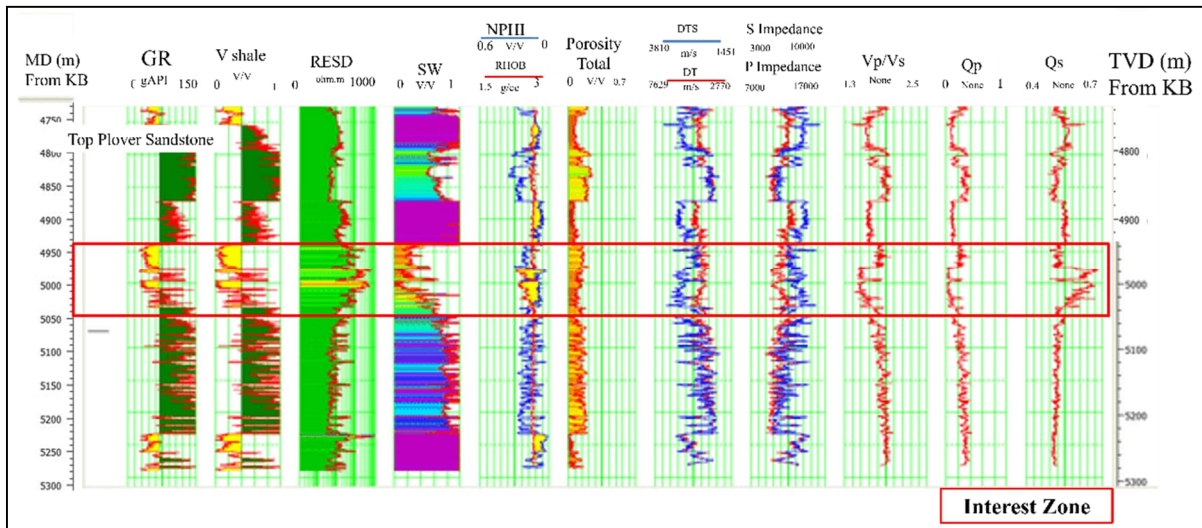 MD (m)
From KB
GR
0 gAPI 150
V shale
0 V/V 1
RESD
0 ohm.m 1000
SW
0 V/V 1
NPIII
0.6 V/V 0
RHOB
1.5 g/cc 3
Porosity
Total
0 V/V 0.7
DTS
3810 m/s 1451
DT
7629 m/s 2770
S Impedance
3000 10000
P Impedance
7000 17000
Vp/Vs
1.3 None 2.5
Qp
0 None 1
Qs
0.4 None 0.7
TVD (m)
From KB
Top Plover Sandstone
4750
4800
4850
4900
4950
5000
5050
5100
5150
5200
5250
5300
4800
4900
5000
5100
5200
5300
Interest Zone